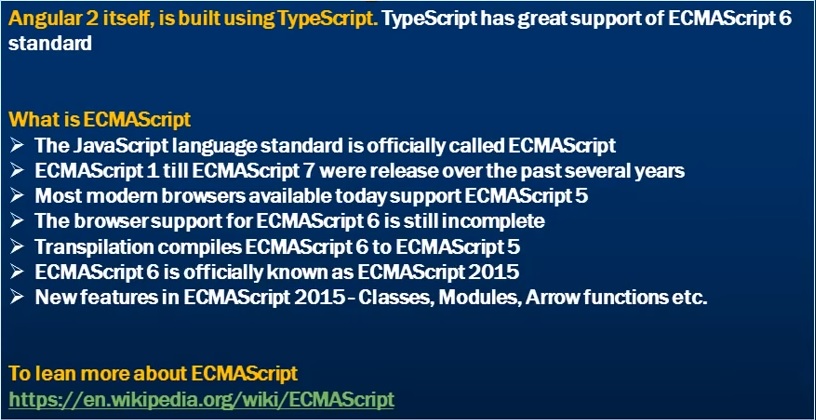 Angular 2 itself, is built using TypeScript. TypeScript has great support of ECMAScript 6
standard
What is ECMAScript
➢ The JavaScript language standard is officially called ECMAScript
➢ ECMAScript 1 till ECMAScript 7 were release over the past several years
➢ Most modern browsers available today support ECMAScript 5
➢ The browser support for ECMAScript 6 is still incomplete
➢ Transpilation compiles ECMAScript 6 to ECMAScript 5
➢ ECMAScript 6 is officially known as ECMAScript 2015
➢ New features in ECMAScript 2015 - Classes, Modules, Arrow functions etc.
To lean more about ECMAScript
https://en.wikipedia.org/wiki/ECMAScript